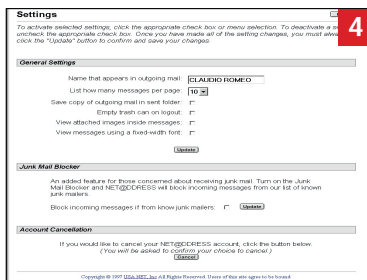 Settings
4
To activate selected settings, click the appropriate check box or menu selection. To deactivate a se
uncheck the appropriate check box. Once you have made all of the setting changes, you must alwa
click the "Update" button to confirm and save your changes.
General Settings
Name that appears in outgoing mail: CLAUDIO ROMEO
List how many messages per page: 10
Save copy of outgoing mail in sent folder:
Empty trash can on logout:
View attached images inside messages:
View messages using a fixed-width font:
Update
Junk Mail Blocker
An added feature for those concerned about receiving junk mail. Turn on the Junk
Mail Blocker and NET@DDRESS will block incoming messages from our list of known
junk mailers.
Block incoming messages if from know junk mailers: Update
Account Cancellation
If you would like to cancel your NET@DDRESS account, click the button below.
(You will be asked to confirm your choice to cancel.)
Cancel
Copyright © 1997 USA.NET, Inc. All Rights Reserved. Users of this site agree to be bound